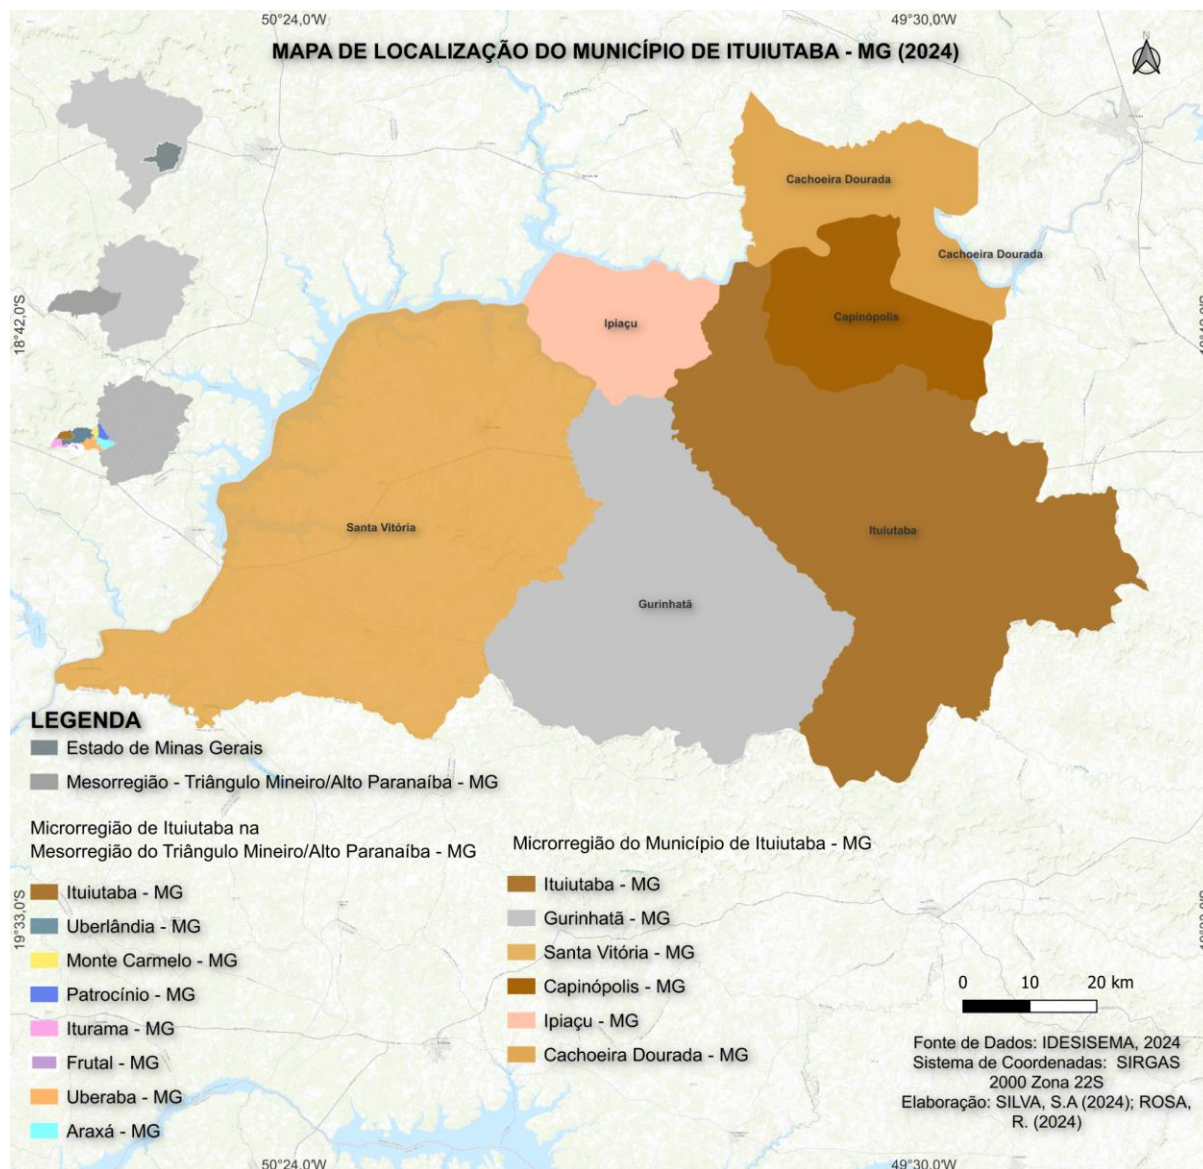 50°24,0'W
49°30,0'W
MAPA DE LOCALIZAÇÃO DO MUNICÍPIO DE ITUIUTABA - MG (2024)
N
Cachoeira Dourada
Cachoeira Dourada
18°42,0'S
Ipiaçu
Capinópolis
Santa Vitória
Ituiutaba
Gurinhatã
LEGENDA
Estado de Minas Gerais
Mesorregião - Triângulo Mineiro/Alto Paranaíba - MG
Microrregião de Ituiutaba na
Mesorregião do Triângulo Mineiro/Alto Paranaíba - MG
Ituiutaba - MG
Uberlândia - MG
Monte Carmelo - MG
Patrocínio - MG
Iturama - MG
Frutal - MG
Uberaba - MG
Araxá - MG
Microrregião do Município de Ituiutaba - MG
Ituiutaba - MG
Gurinhatã - MG
Santa Vitória - MG
Capinópolis - MG
Ipiaçu - MG
Cachoeira Dourada - MG
19°33,0'S
0 10 20 km
Fonte de Dados: IDESISEMA, 2024
Sistema de Coordenadas: SIRGAS
2000 Zona 22S
Elaboração: SILVA, S.A (2024); ROSA,
R. (2024)
50°24,0'W
49°30,0'W